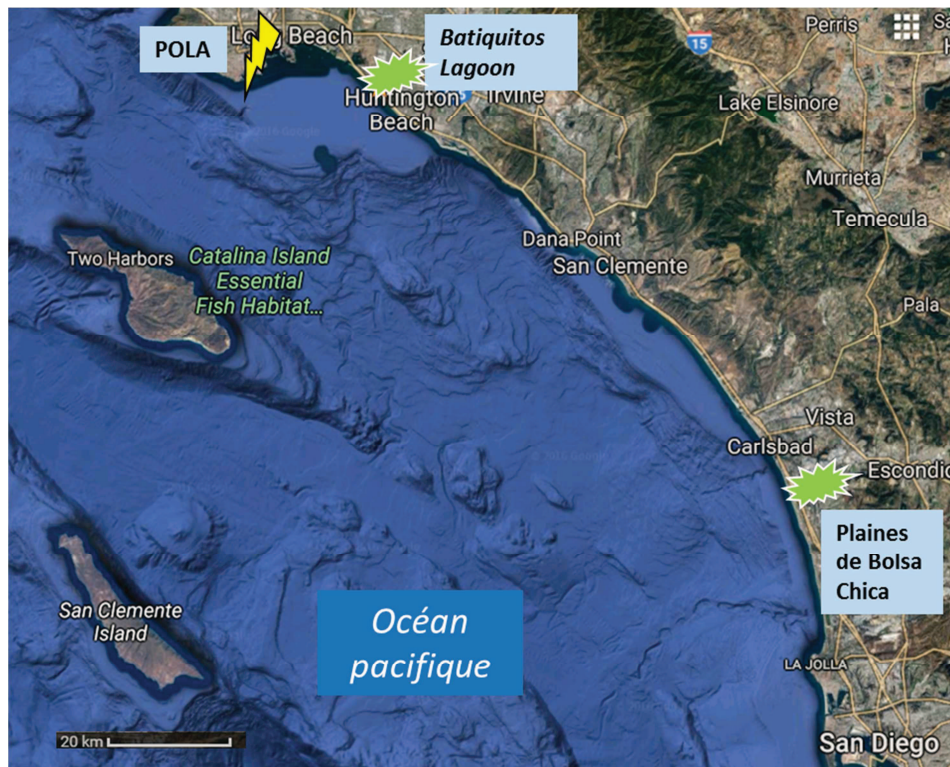 POLA
Long Beach
Batiquitos
Lagoon
15
Perris
Huntington
Beach
Irvine
Lake Elsinore
Murrieta
Temecula
Dana Point
San Clemente
Two Harbors
Catalina Island
Essential
Fish Habitat...
Pala
Vista
Carlsbad
Escondid
Plaines
de Bolsa
Chica
San Clemente
Island
Océan
pacifique
LA JOLLA
20 km
San Diego